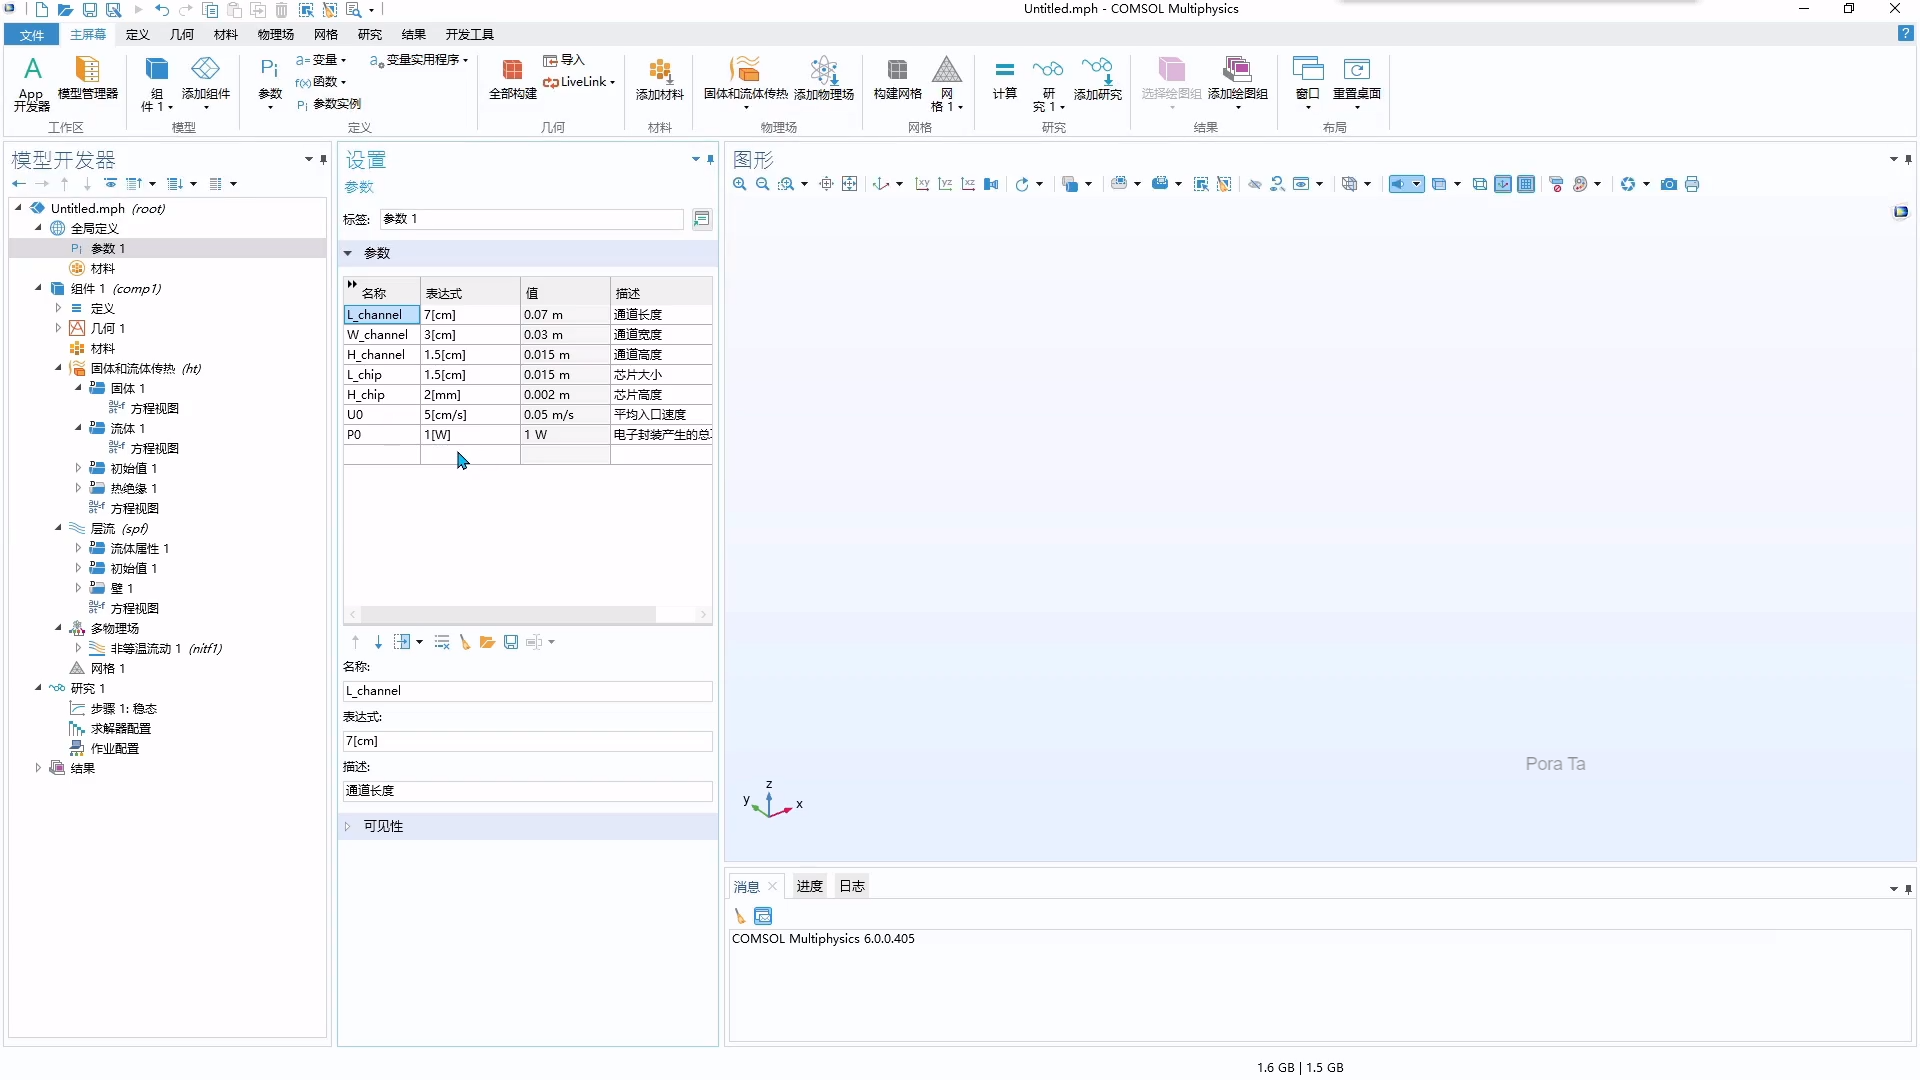 Untitled.mph - COMSOL Multiphysics
文件 主屏幕 定义 几何 材料 物理场 网格 研究 结果 开发工具
App 开发器
模型管理器
工作区
组件 1
添加组件
模型
Pi 参数
a= 变量
f(x) 函数
Pi 参数实例
a= 变量实用程序
定义
全部构建
导入
LiveLink
几何
添加材料
材料
固体和流体传热
添加物理场
物理场
构建网格
网格 1
网格
计算
研究 1
添加研究
研究
选择绘图组
添加绘图组
结果
窗口
重置桌面
布局
模型开发器
Untitled.mph (root)
全局定义
Pi 参数 1
材料
组件 1 (comp1)
定义
几何 1
材料
固体和流体传热 (ht)
固体 1
方程视图
流体 1
方程视图
初始值 1
热绝缘 1
方程视图
层流 (spf)
流体属性 1
初始值 1
壁 1
方程视图
多物理场
非等温流动 1 (nitf1)
网格 1
研究 1
步骤 1: 稳态
求解器配置
作业配置
结果
设置
参数
标签: 参数 1
参数
名称 表达式 值 描述
L_channel 7[cm] 0.07 m 通道长度
W_channel 3[cm] 0.03 m 通道宽度
H_channel 1.5[cm] 0.015 m 通道高度
L_chip 1.5[cm] 0.015 m 芯片大小
H_chip 2[mm] 0.002 m 芯片高度
U0 5[cm/s] 0.05 m/s 平均入口速度
P0 1[W] 1 W 电子封装产生的总
名称:
L_channel
表达式:
7[cm]
描述:
通道长度
可见性
图形
xy yz xz
Pora Ta
z
y
x
消息 进度 日志
COMSOL Multiphysics 6.0.0.405
1.6 GB | 1.5 GB